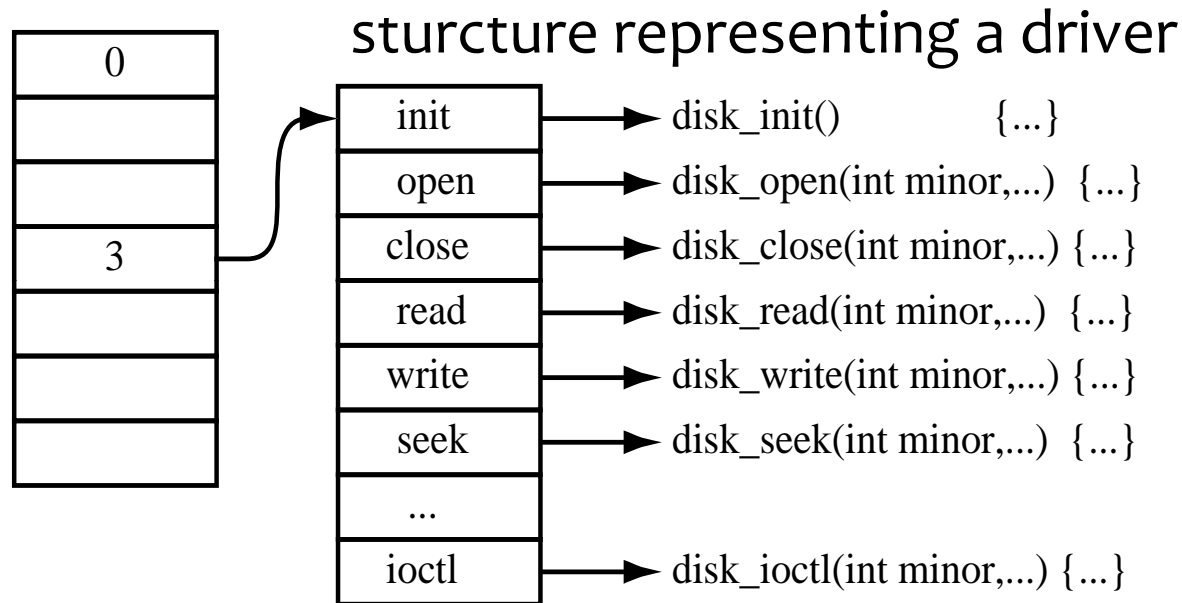 sturcture representing a driver
0
3
init disk_init() {...}
open disk_open(int minor,...) {...}
close disk_close(int minor,...) {...}
read disk_read(int minor,...) {...}
write disk_write(int minor,...) {...}
seek disk_seek(int minor,...) {...}
...
ioctl disk_ioctl(int minor,...) {...}